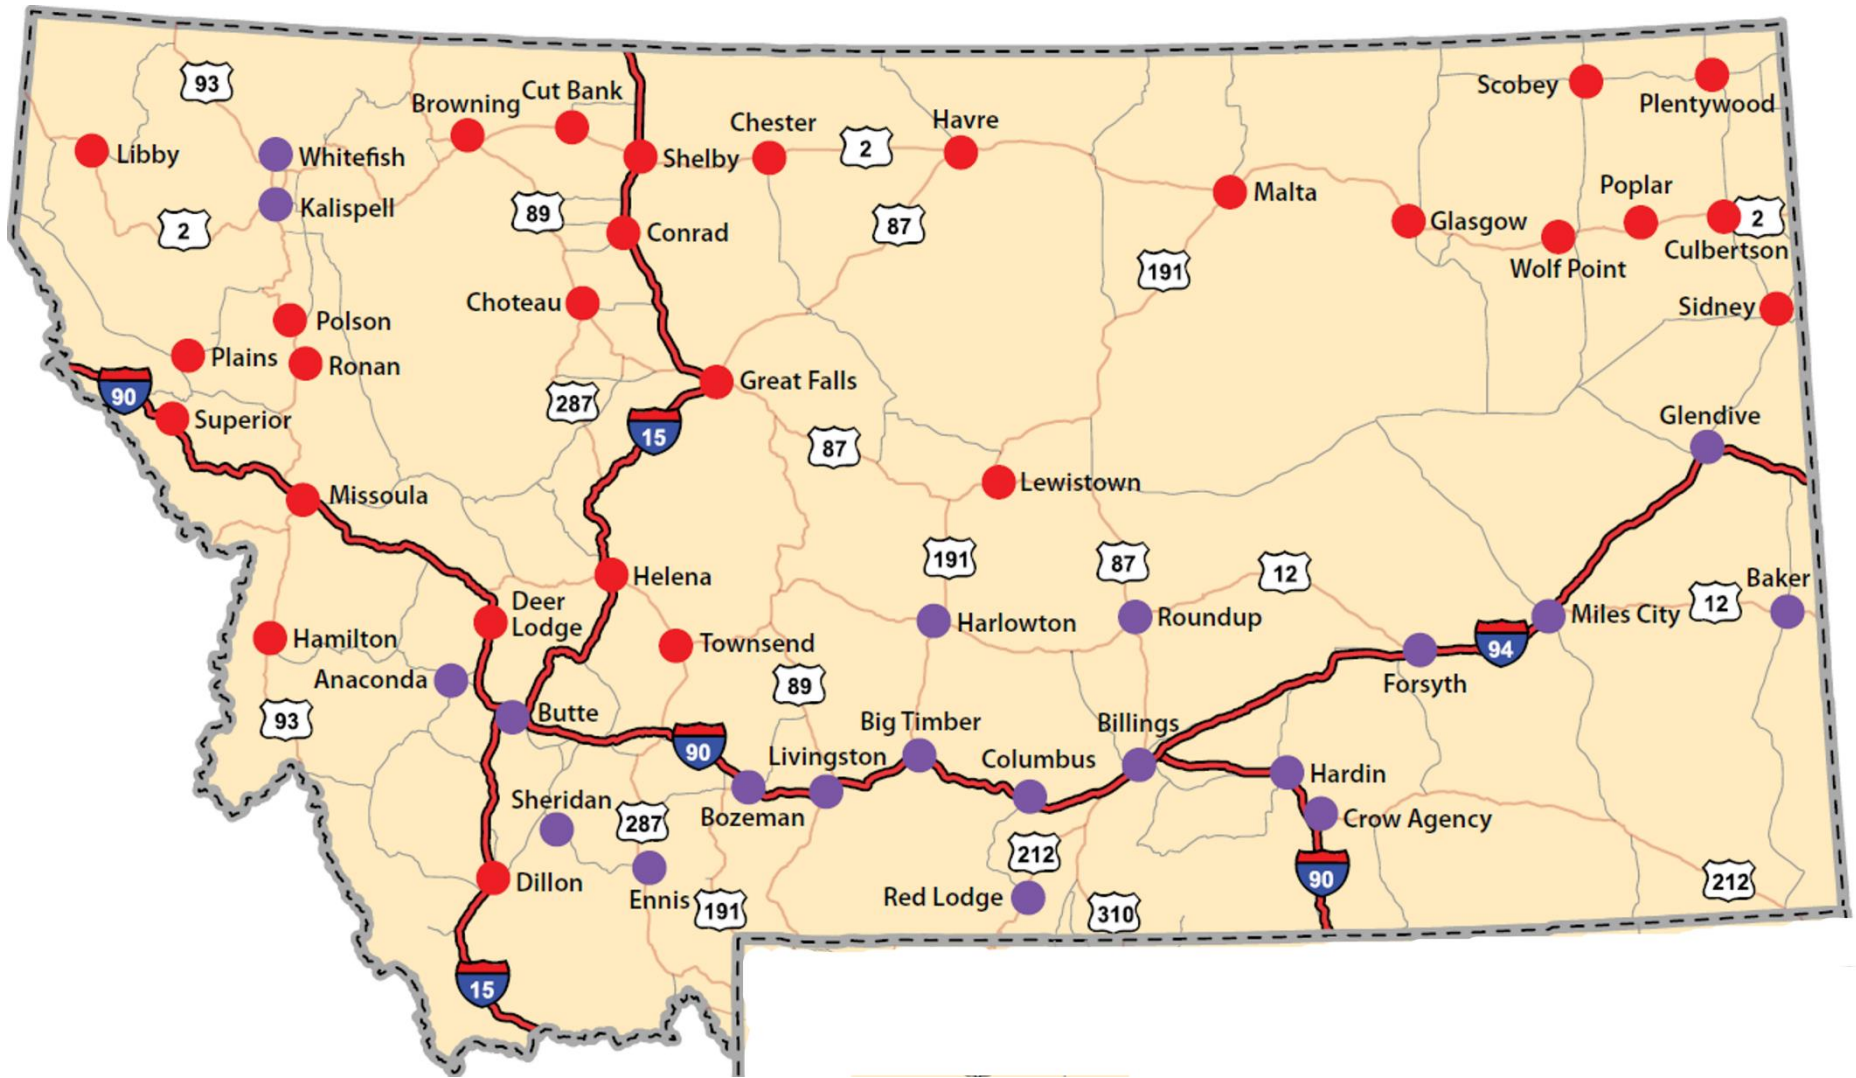 93
Scobey
Plentywood
Browning
Cut Bank
Chester
Havre
Libby
Whitefish
Shelby
2
Kalispell
89
Conrad
87
Malta
Poplar
Glasgow
2
Culbertson
2
Wolf Point
191
Choteau
Sidney
Polson
Plains
Ronan
Great Falls
90
287
Superior
15
87
Glendive
Missoula
Lewistown
191
87
12
Baker
Helena
Deer
Lodge
12
Hamilton
Townsend
Harlowton
Roundup
Miles City
94
Anaconda
89
Forsyth
93
Butte
Big Timber
Billings
90
Livingston
Columbus
Hardin
Sheridan
287
Bozeman
Crow Agency
212
Dillon
Ennis
191
Red Lodge
310
90
212
15